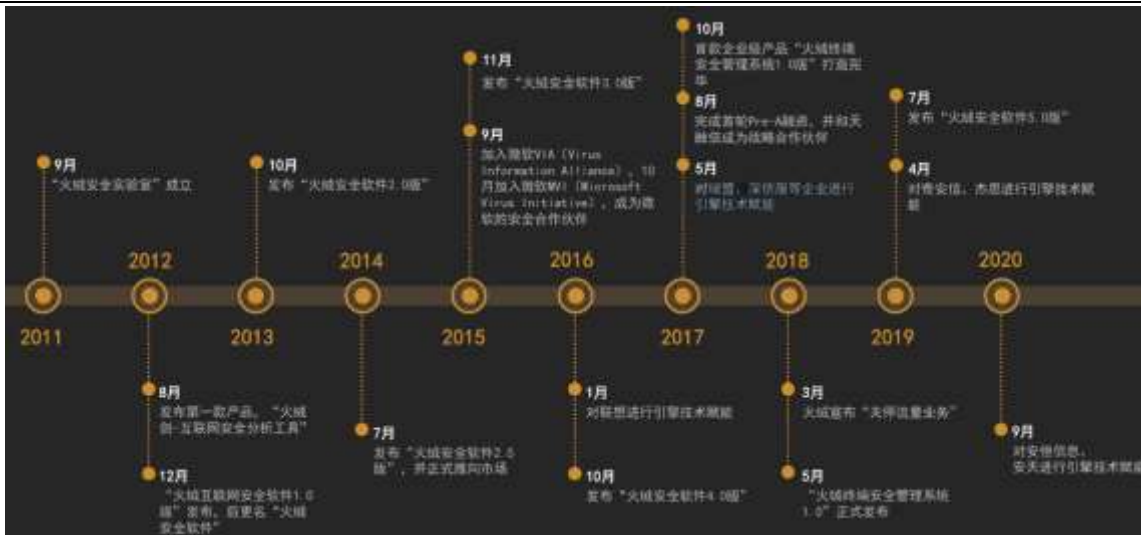 9月
“火绒安全实验室”成立
10月
发布“火绒安全软件2.0版”
11月
发布“火绒安全软件3.0版”
9月
加入微软VIA (Virus
Information Alliance), 10
月加入微软MVI (Microsoft
Virus Initiative), 成为微
软的安全合作伙伴
10月
首款企业级产品“火绒终端
安全管理系统1.0版”打造完
毕
8月
完成首轮Pre-A融资, 并和天
融信成为战略合作伙伴
5月
对绿盟、深信服等企业进行
引擎技术赋能
7月
发布“火绒安全软件5.0版”
4月
对奇安信、杰思进行引擎技术赋
能
2012
2014
2016
2018
2020
2011
2013
2015
2017
2019
8月
发布第一款产品, “火绒
剑-互联网安全分析工具”
12月
“火绒互联网安全软件1.0
版”发布, 后更名“火绒
安全软件”
7月
发布“火绒安全软件2.5
版”, 并正式推向市场
1月
对联想进行引擎技术赋能
10月
发布“火绒安全软件4.0版”
3月
火绒宣布“关停流量业务”
5月
“火绒终端安全管理系统
1.0”正式发布
9月
对安恒信息、
安天进行引擎技术赋能